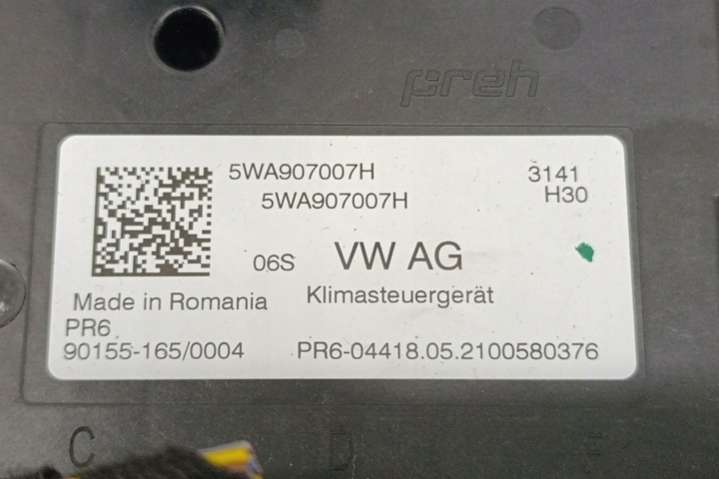 preh
5WA907007H 3141
5WA907007H H30
06S VW AG
Made in Romania Klimasteuergerät
PR6
90155-165/0004 PR6-04418.05.2100580376
C D